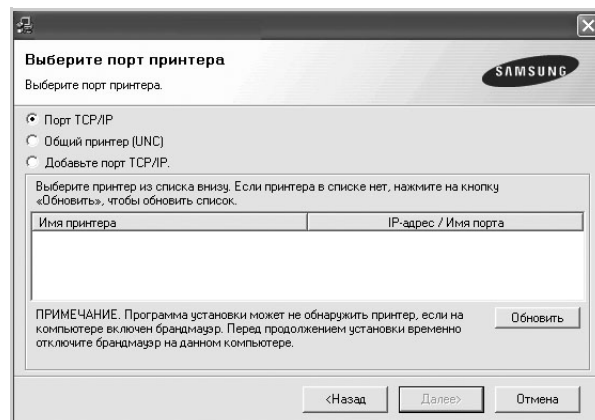 Выберите порт принтера
Выберите порт принтера.
SAMSUNG
Порт TCP/IP
Общий принтер (UNC)
Добавьте порт TCP/IP.
Выберите принтер из списка внизу. Если принтера в списке нет, нажмите на кнопку
«Обновить», чтобы обновить список.
Имя принтера IP-адрес / Имя порта
ПРИМЕЧАНИЕ. Программа установки может не обнаружить принтер, если на
компьютере включен брандмауэр. Перед продолжением установки временно
отключите брандмауэр на данном компьютере.
Обновить
<Назад Далее> Отмена